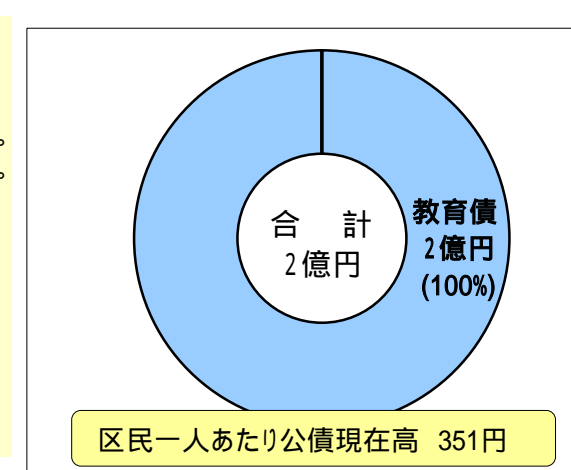 。
。
合　計
2億円
教育債
2億円
(100%)
区民一人あたり公債現在高 351円